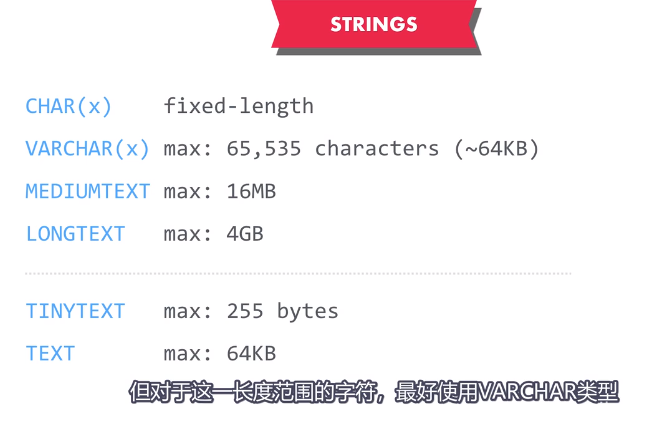 STRINGS
CHAR(x) fixed-length
VARCHAR(x) max: 65,535 characters (~64KB)
MEDIUMTEXT max: 16MB
LONGTEXT max: 4GB
TINYTEXT max: 255 bytes
TEXT max: 64KB
但对于这一长度范围的字符，最好使用VARCHAR类型